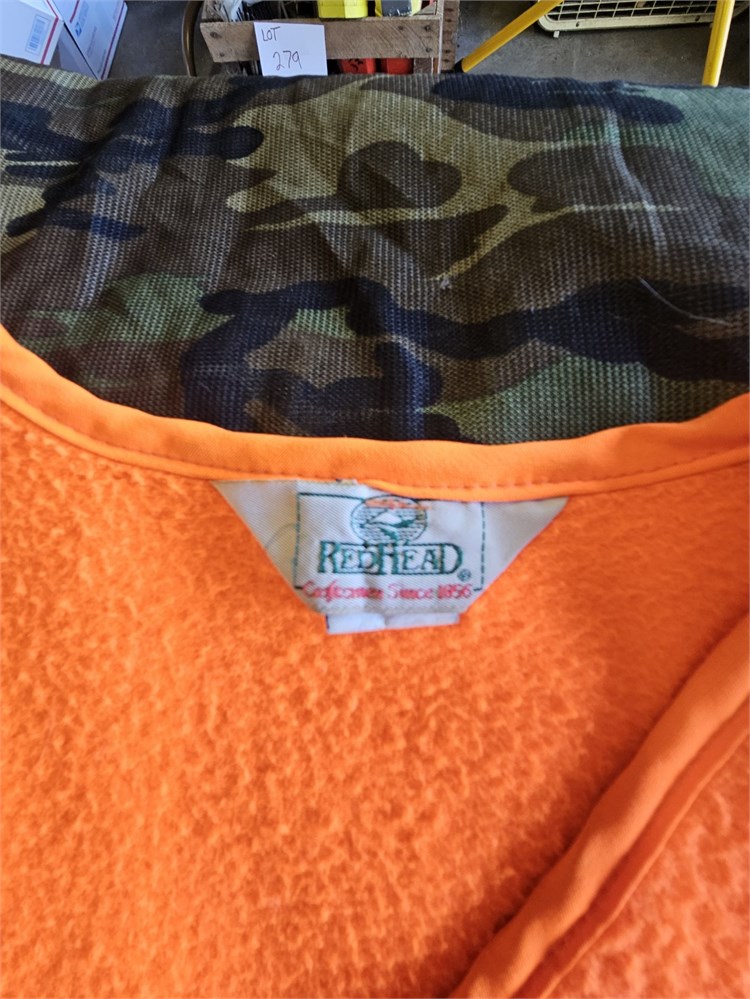 LOT
279
REDHEAD®
Craftsmen Since 1856